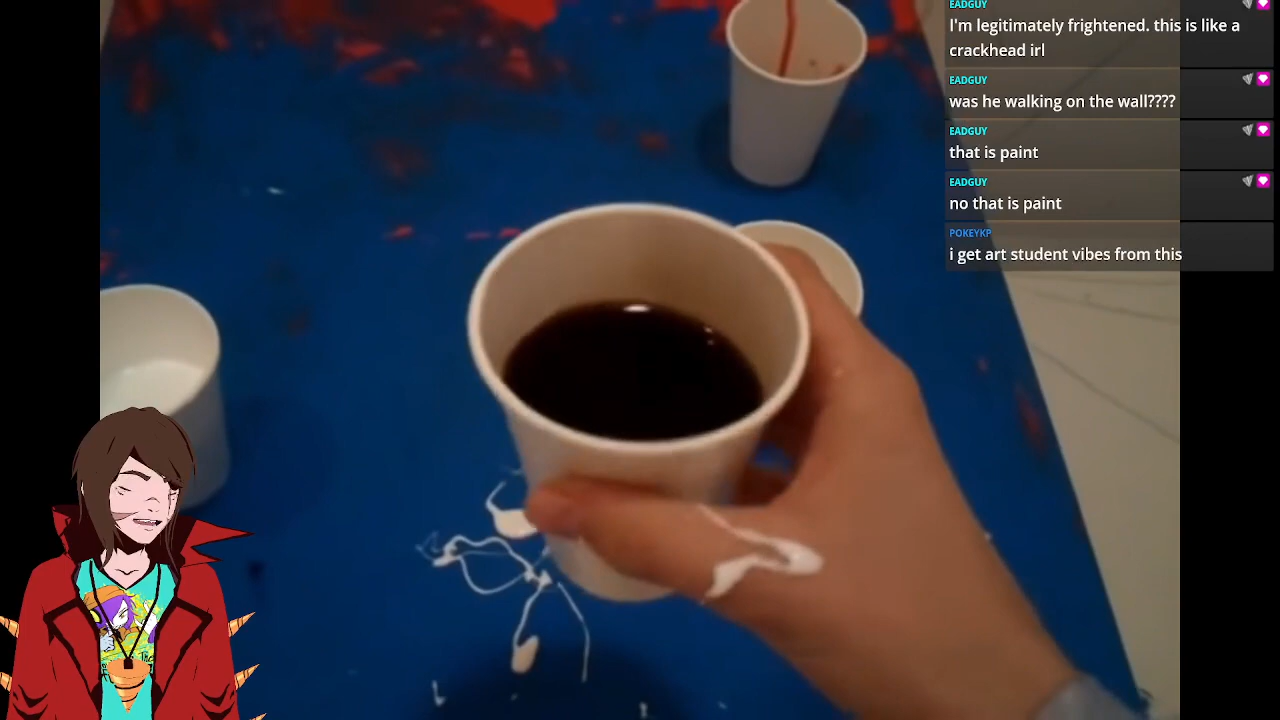 EADGUY
I'm legitimately frightened. this is like a
crackhead irl
EADGUY
was he walking on the wall????
EADGUY
that is paint
EADGUY
no that is paint
POKEYKP
i get art student vibes from this